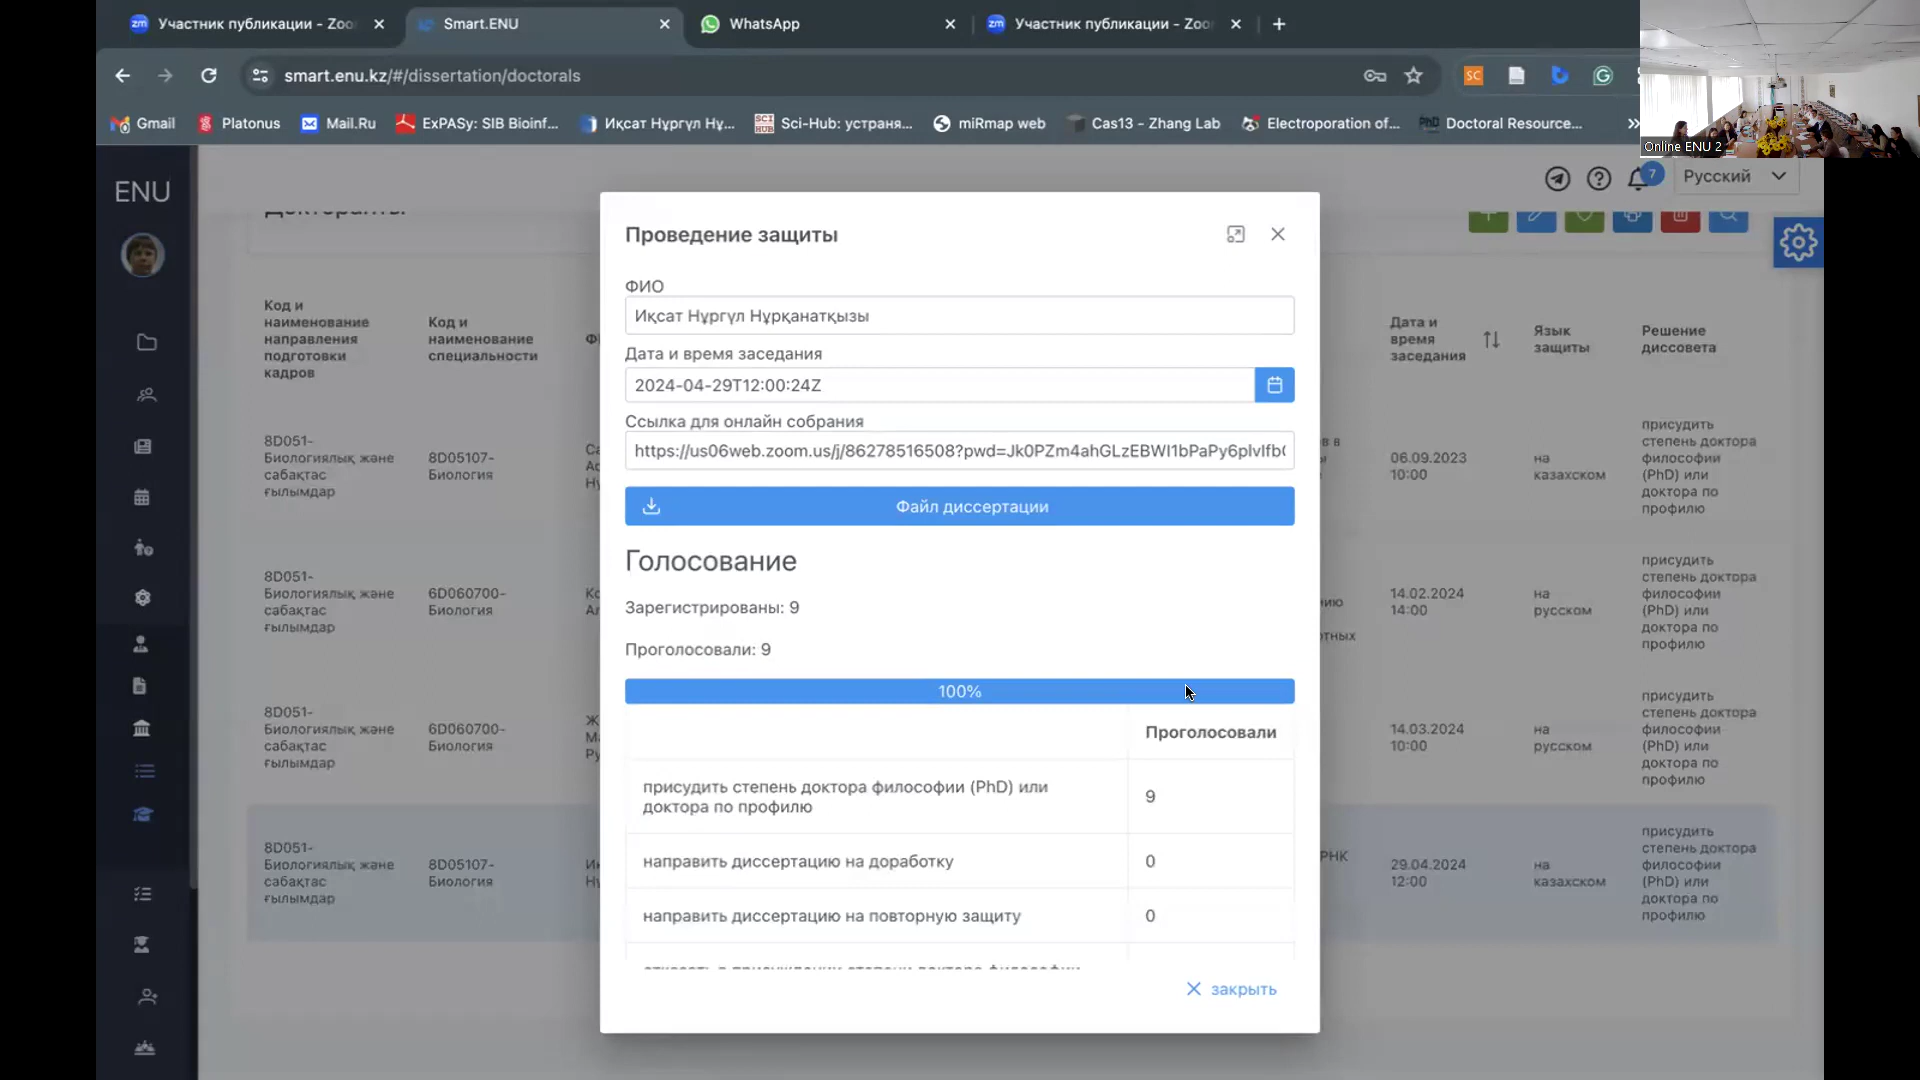 Участник публикации - Zoo
Smart.ENU
WhatsApp
Участник публикации - Zoo
smart.enu.kz/#/dissertation/doctorals
Gmail
Platonus
Mail.Ru
ExPASy: SIB Bioinf...
Иқсат Нұргүл Нұ...
Sci-Hub: устраня...
miRmap web
Cas13 - Zhang Lab
Electroporation of...
Doctoral Resource...
Online ENU 2
ENU
7
Русский
Докторанты
Код и наименование направления подготовки кадров
Код и наименование специальности
Дата и время заседания
Язык защиты
Решение диссовета
8D051-Биологиялық және сабақтас ғылымдар
8D05107-Биология
06.09.2023 10:00
на казахском
присудить степень доктора философии (PhD) или доктора по профилю
8D051-Биологиялық және сабақтас ғылымдар
6D060700-Биология
14.02.2024 14:00
на русском
присудить степень доктора философии (PhD) или доктора по профилю
8D051-Биологиялық және сабақтас ғылымдар
6D060700-Биология
14.03.2024 10:00
на русском
присудить степень доктора философии (PhD) или доктора по профилю
8D051-Биологиялық және сабақтас ғылымдар
8D05107-Биология
РНК
29.04.2024 12:00
на казахском
присудить степень доктора философии (PhD) или доктора по профилю
Проведение защиты
ФИО
Иқсат Нұргүл Нұрқанатқызы
Дата и время заседания
2024-04-29T12:00:24Z
Ссылка для онлайн собрания
https://us06web.zoom.us/j/86278516508?pwd=Jk0PZm4ahGLzEBWI1bPaPy6plvIfb
Файл диссертации
Голосование
Зарегистрированы: 9
Проголосовали: 9
100%
Проголосовали
присудить степень доктора философии (PhD) или
доктора по профилю
9
направить диссертацию на доработку
0
направить диссертацию на повторную защиту
0
закрыть